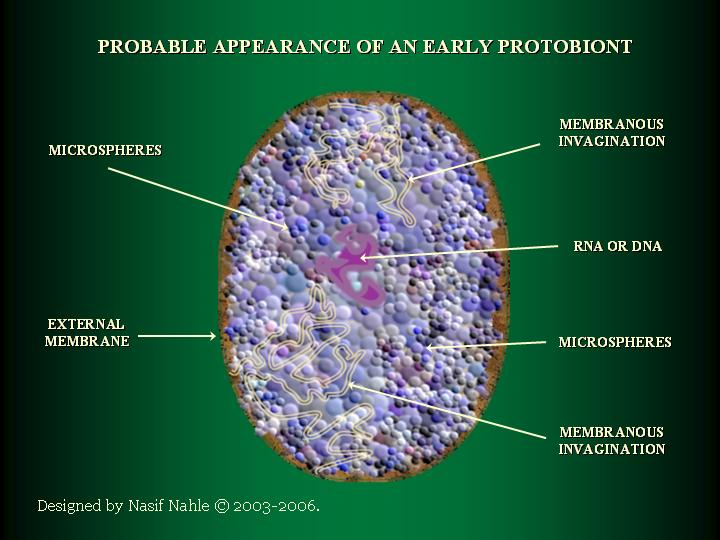 PROBABLE APPEARANCE OF AN EARLY PROTOBIONT
MEMBRANOUS
INVAGINATION
MICROSPHERES
RNA OR DNA
EXTERNAL
MEMBRANE
MICROSPHERES
MEMBRANOUS
INVAGINATION
Designed by Nasif Nahle © 2003-2006.